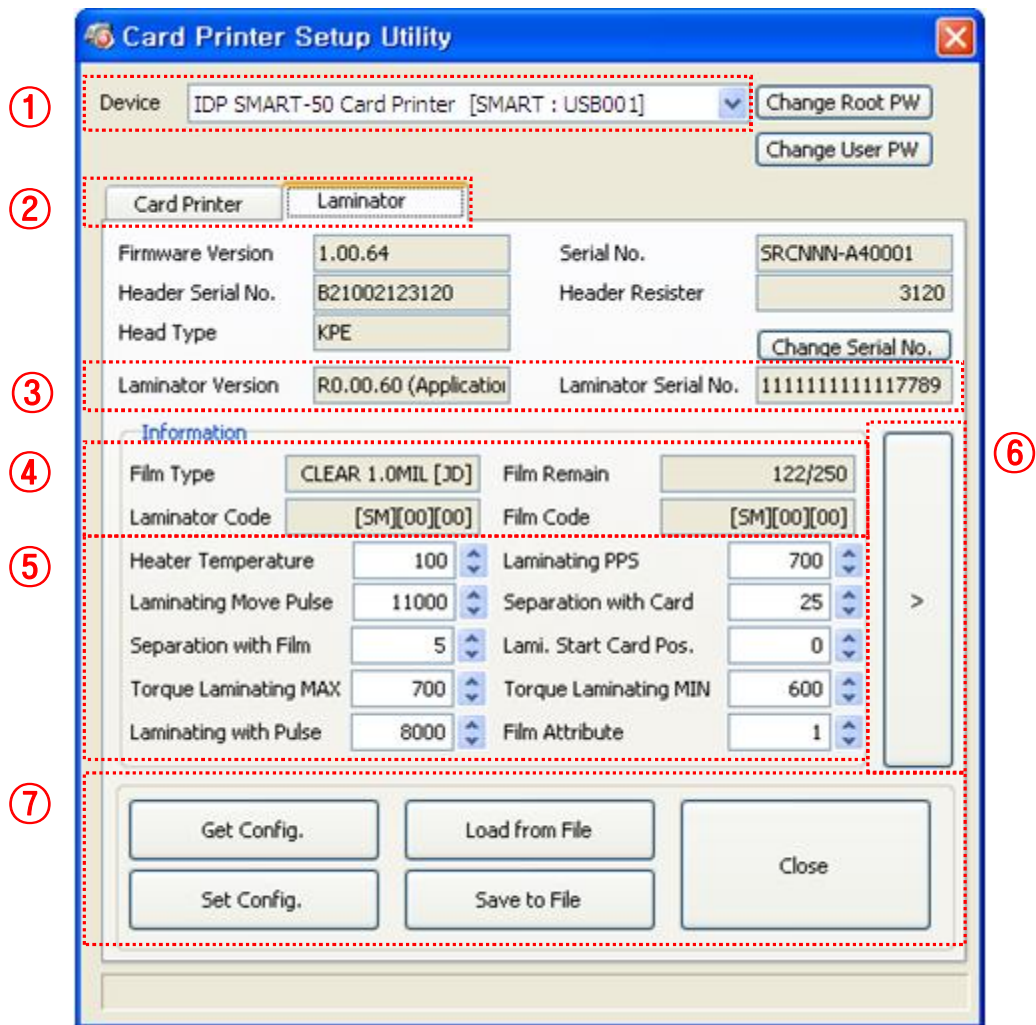 Card Printer Setup Utility
① Device IDP SMART-50 Card Printer [SMART : USB001] Change Root PW
Change User PW
② Card Printer Laminator
Firmware Version 1.00.64 Serial No. SRCNNN-A40001
Header Serial No. B21002123120 Header Resister 3120
Head Type KPE Change Serial No.
③ Laminator Version R0.00.60 (Application Laminator Serial No. 1111111111117789
Information
④ Film Type CLEAR 1.0MIL [JD] Film Remain 122/250 ⑥
Laminator Code [SM][00][00] Film Code [SM][00][00]
⑤ Heater Temperature 100 Laminating PPS 700
Laminating Move Pulse 11000 Separation with Card 25 >
Separation with Film 5 Lami. Start Card Pos. 0
Torque Laminating MAX 700 Torque Laminating MIN 600
Laminating with Pulse 8000 Film Attribute 1
⑦ Get Config. Load from File Close
Set Config. Save to File